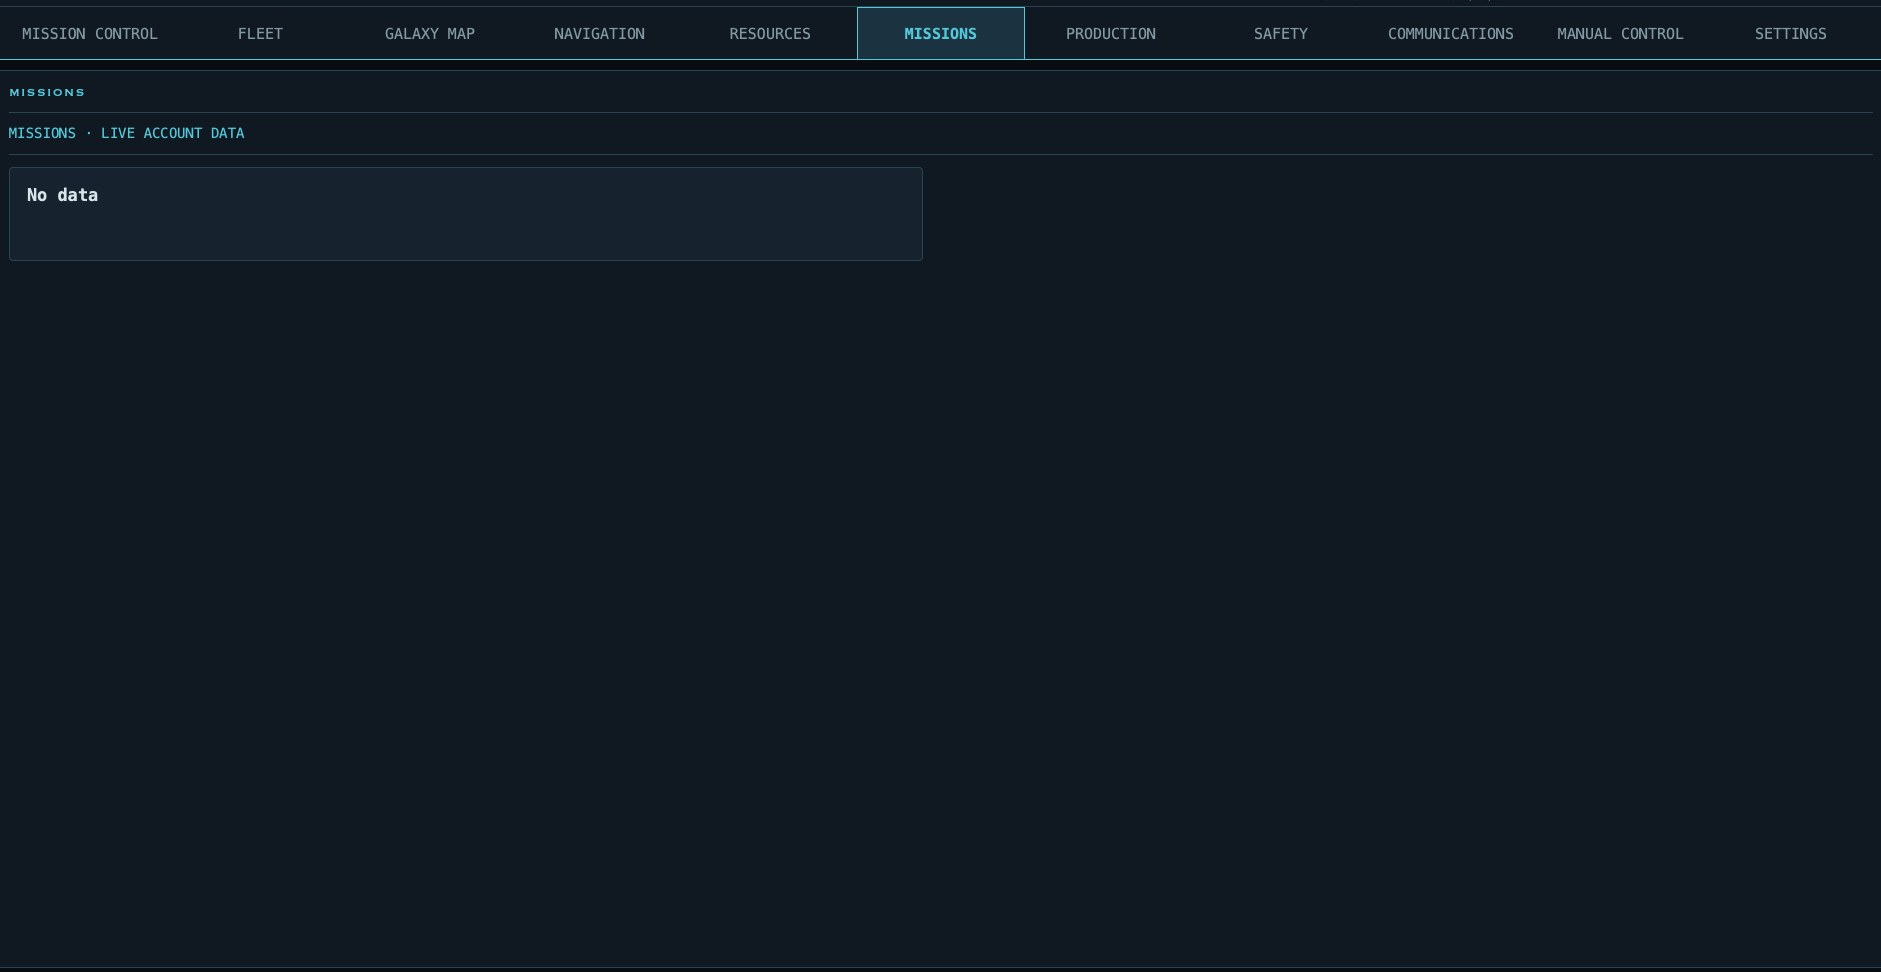 MISSION CONTROL FLEET GALAXY MAP NAVIGATION RESOURCES MISSIONS PRODUCTION SAFETY COMMUNICATIONS MANUAL CONTROL SETTINGS
MISSIONS
MISSIONS · LIVE ACCOUNT DATA
No data